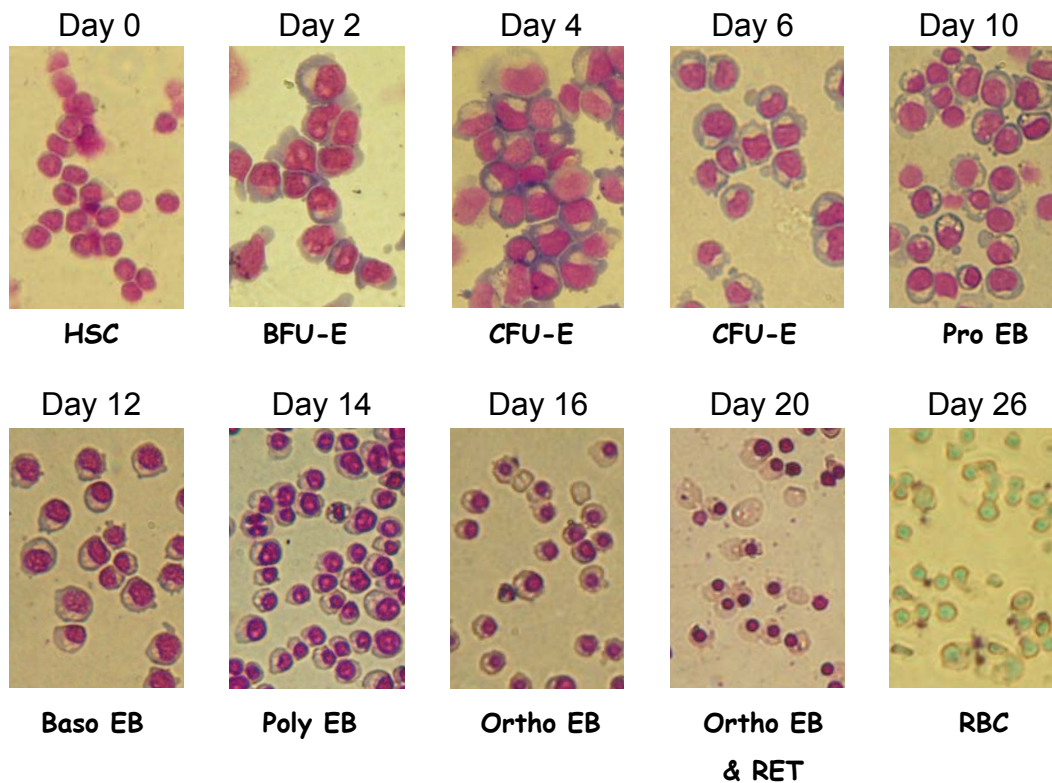 Day 0 Day 2 Day 4 Day 6 Day 10
HSC BFU-E CFU-E CFU-E Pro EB
Day 12 Day 14 Day 16 Day 20 Day 26
Baso EB Poly EB Ortho EB Ortho EB RBC
& RET